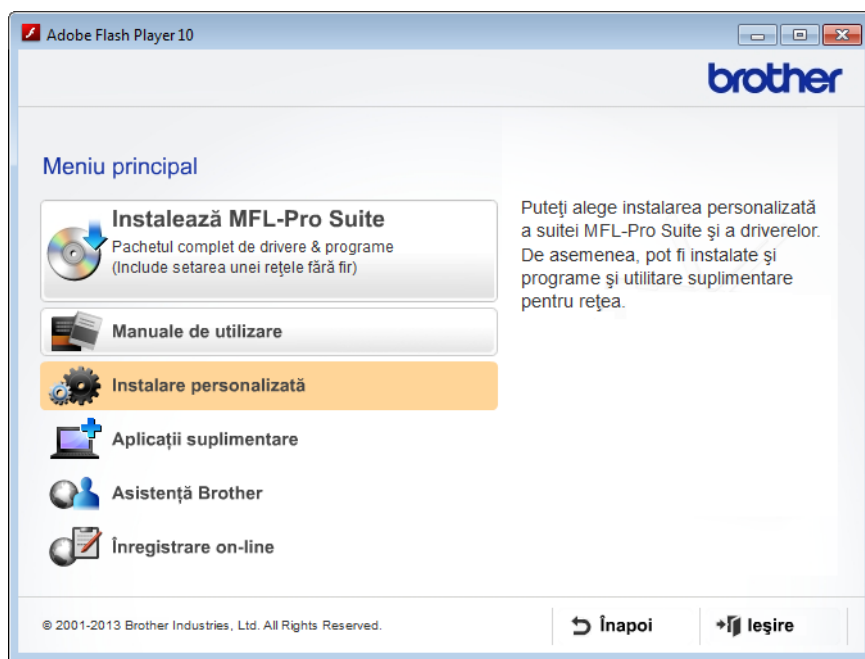 Adobe Flash Player 10
brother
Meniu principal
Instalează MFL-Pro Suite
Pachetul complet de drivere & programe
(Include setarea unei rețele fără fir)
Manuale de utilizare
Instalare personalizată
Aplicații suplimentare
Asistență Brother
Înregistrare on-line
Puteţi alege instalarea personalizată
a suitei MFL-Pro Suite şi a driverelor.
De asemenea, pot fi instalate şi
programe şi utilitare suplimentare
pentru reţea.
© 2001-2013 Brother Industries, Ltd. All Rights Reserved.
Înapoi
Ieşire